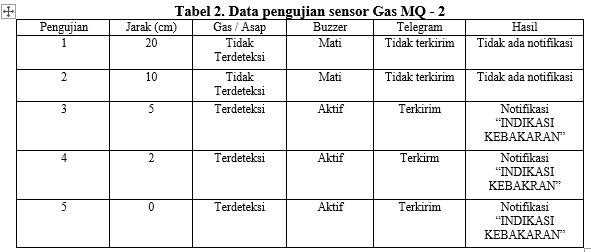 Tabel 2. Data pengujian sensor Gas MQ - 2
Pengujian Jarak (cm) Gas / Asap Buzzer Telegram Hasil
1 20 Tidak Terdeteksi Mati Tidak terkirim Tidak ada notifikasi
2 10 Tidak Terdeteksi Mati Tidak terkirim Tidak ada notifikasi
3 5 Terdeteksi Aktif Terkirim Notifikasi
“INDIKASI
KEBAKARAN”
4 2 Terdeteksi Aktif Terkirm Notifikasi
“INDIKASI
KEBAKRAN”
5 0 Terdeteksi Aktif Terkirim Notifikasi
“INDIKASI
KEBAKARAN”